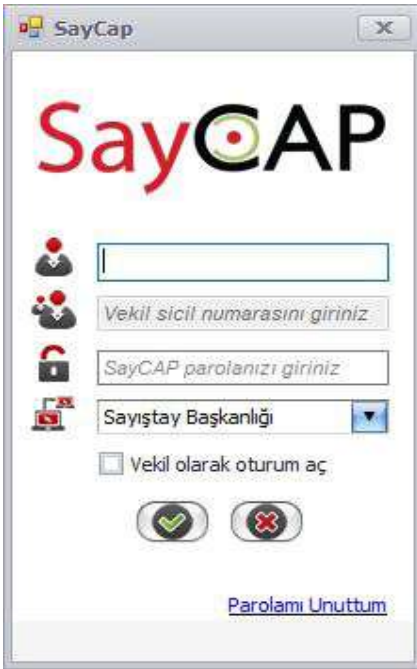 SayCap
SayCAP
Vekil sicil numarasını giriniz
SayCAP parolanızı giriniz
Sayıştay Başkanlığı
Vekil olarak oturum aç
Parolamı Unuttum